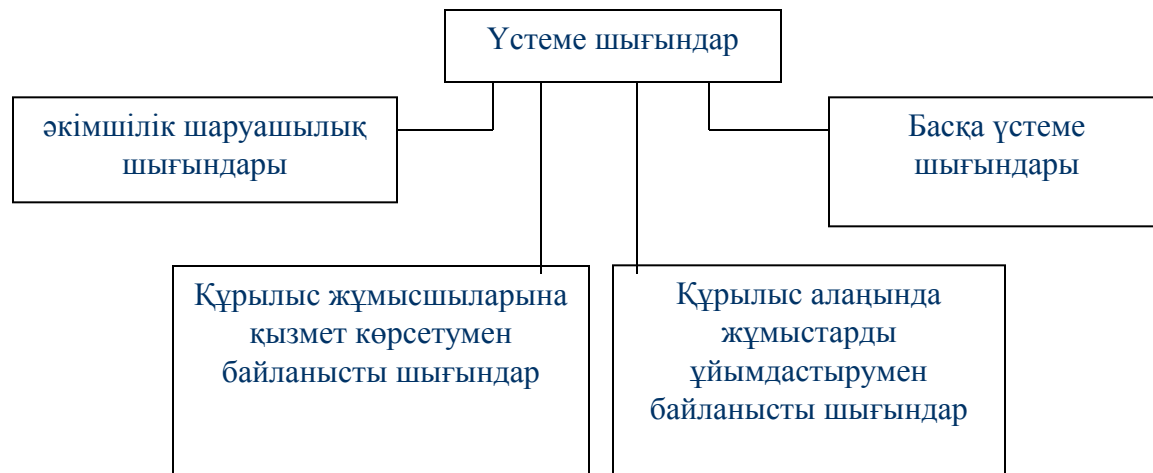 Үстеме шығындар
әкімшілік шаруашылық
шығындары
Басқа үстеме
шығындары
Құрылыс жұмысшыларына
қызмет көрсетумен
байланысты шығындар
Құрылыс алаңында
жұмыстарды
ұйымдастырумен
байланысты шығындар